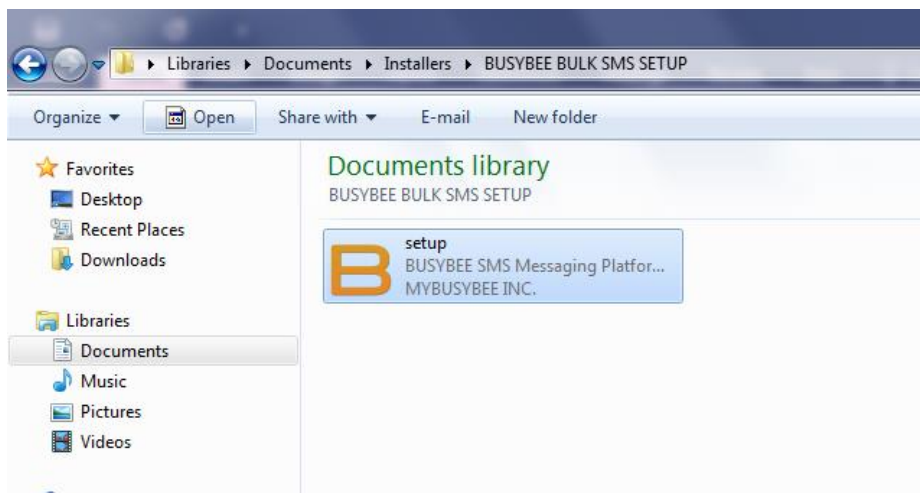 Libraries Documents Installers BUSYBEE BULK SMS SETUP
Organize Open Share with E-mail New folder
Favorites
Desktop
Recent Places
Downloads
Libraries
Documents
Music
Pictures
Videos
Documents library
BUSYBEE BULK SMS SETUP
B
setup
BUSYBEE SMS Messaging Platfor...
MYBUSYBEE INC.